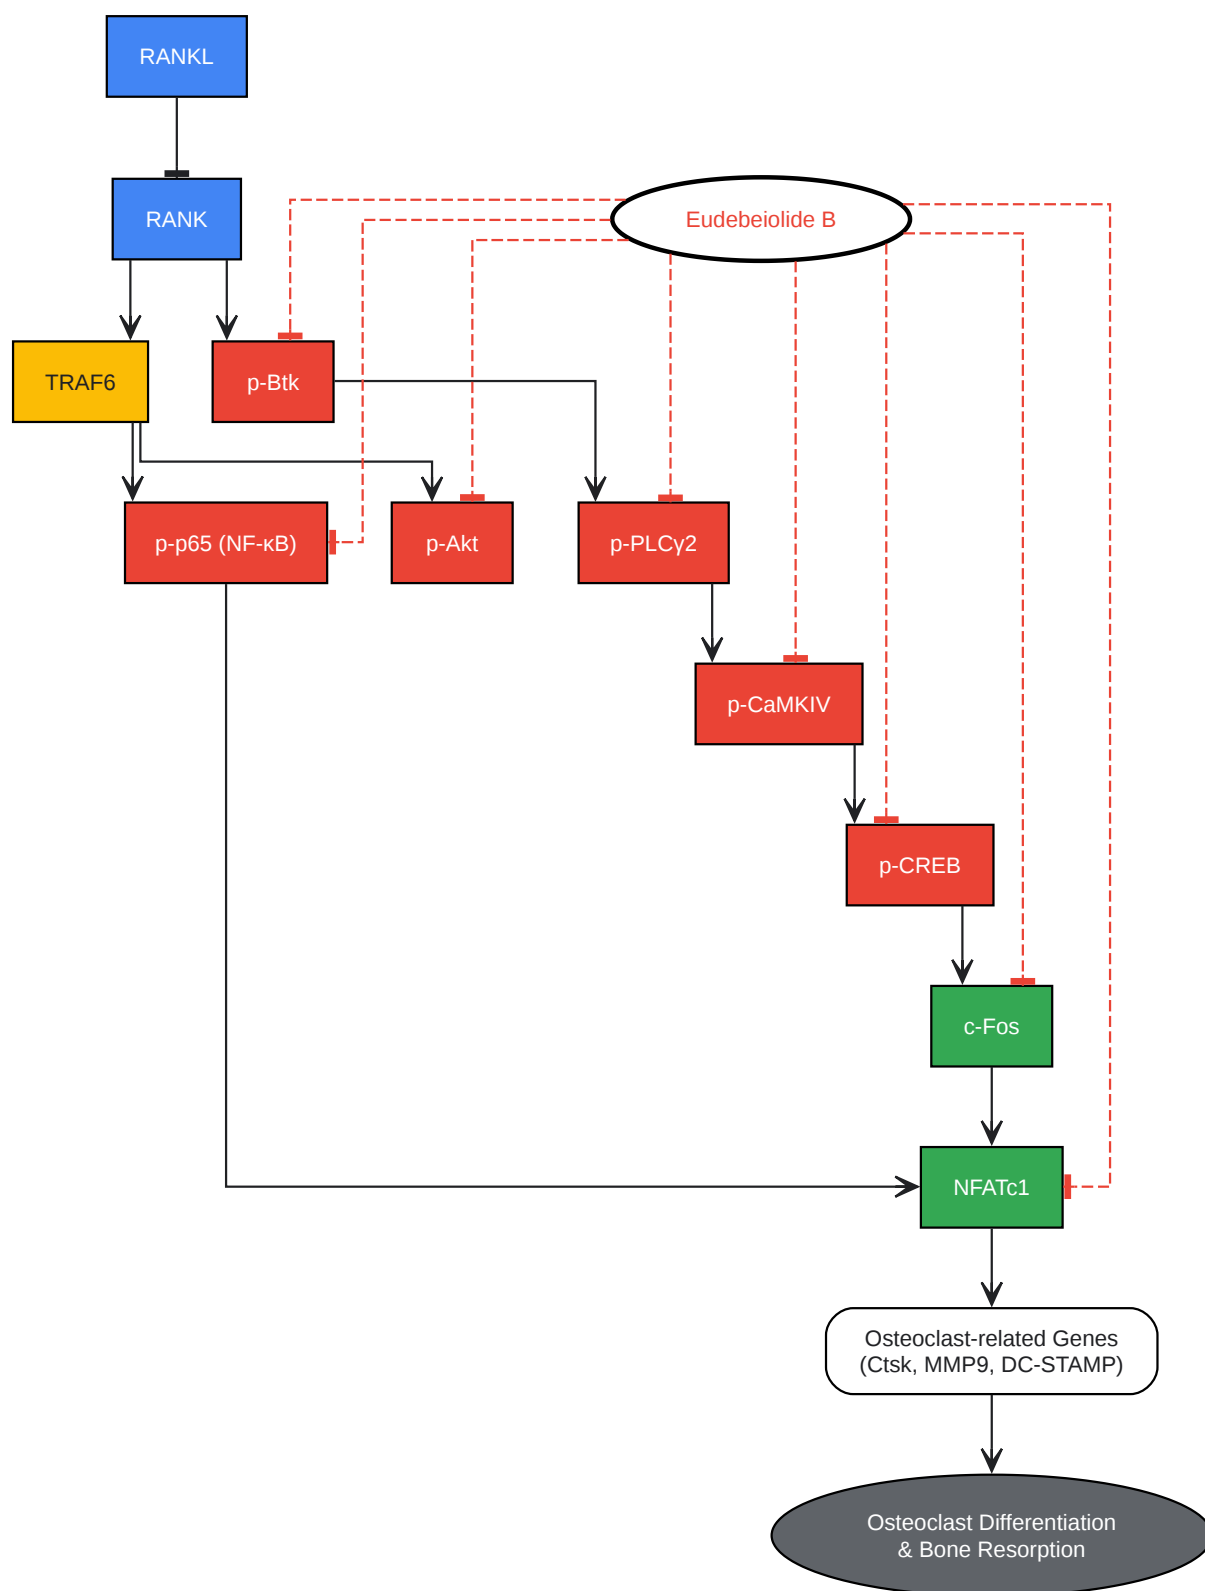 RANKL
RANK
Eudebeiolide B
TRAF6
p-Btk
p-p65 (NF-κB)
p-Akt
p-PLCγ2
p-CaMKIV
p-CREB
c-Fos
NFATc1
Osteoclast-related Genes
(Ctsk, MMP9, DC-STAMP)
Osteoclast Differentiation
& Bone Resorption